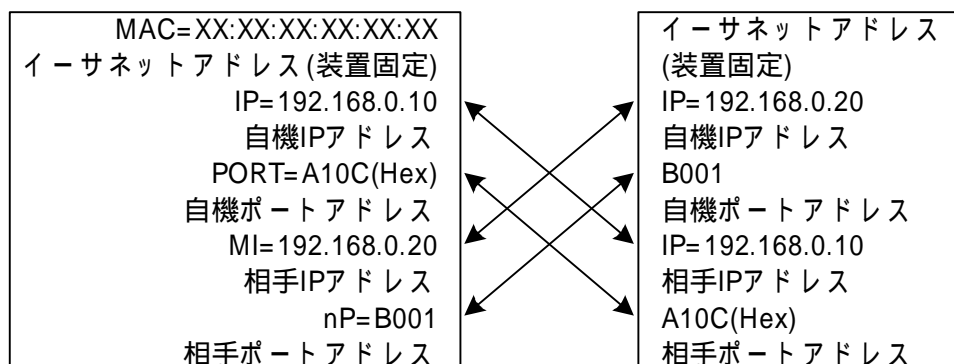 MAC=XX:XX:XX:XX:XX:XX
イーサネットアドレス(装置固定)
IP=192.168.0.10
自機IPアドレス
PORT=A10C(Hex)
自機ポートアドレス
MI=192.168.0.20
相手IPアドレス
nP=B001
相手ポートアドレス
イーサネットアドレス
(装置固定)
IP=192.168.0.20
自機IPアドレス
B001
自機ポートアドレス
IP=192.168.0.10
相手IPアドレス
A10C(Hex)
相手ポートアドレス